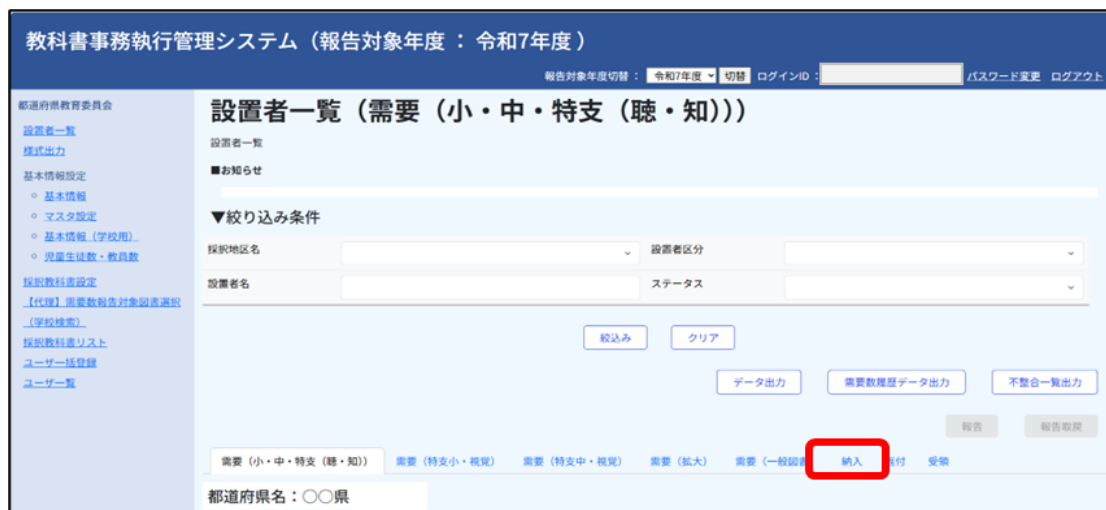 教科書事務執行管理システム（報告対象年度 ： 令和7年度 ）
報告対象年度切替 ： 令和7年度 切替 ログインID : パスワード変更 ログアウト
都道府県教育委員会
設置者一覧
様式出力
基本情報設定
基本情報
マスタ設定
基本情報（学校用）
児童生徒数・教員数
採択教科書設定
【代理】需要数報告対象図書選択
（学校検索）
採択教科書リスト
ユーザ一括登録
ユーザ一覧
設置者一覧（需要（小・中・特支（聴・知）））
設置者一覧
■お知らせ
▼絞り込み条件
採択地区名 設置者区分
設置者名 ステータス
絞込み クリア
データ出力 需要数履歴データ出力 不整合一覧出力
報告 報告取戻
需要（小・中・特支（聴・知）） 需要（特支小・視覚） 需要（特支中・視覚） 需要（拡大） 需要（一般図書 納入 付 受領
都道府県名：〇〇県